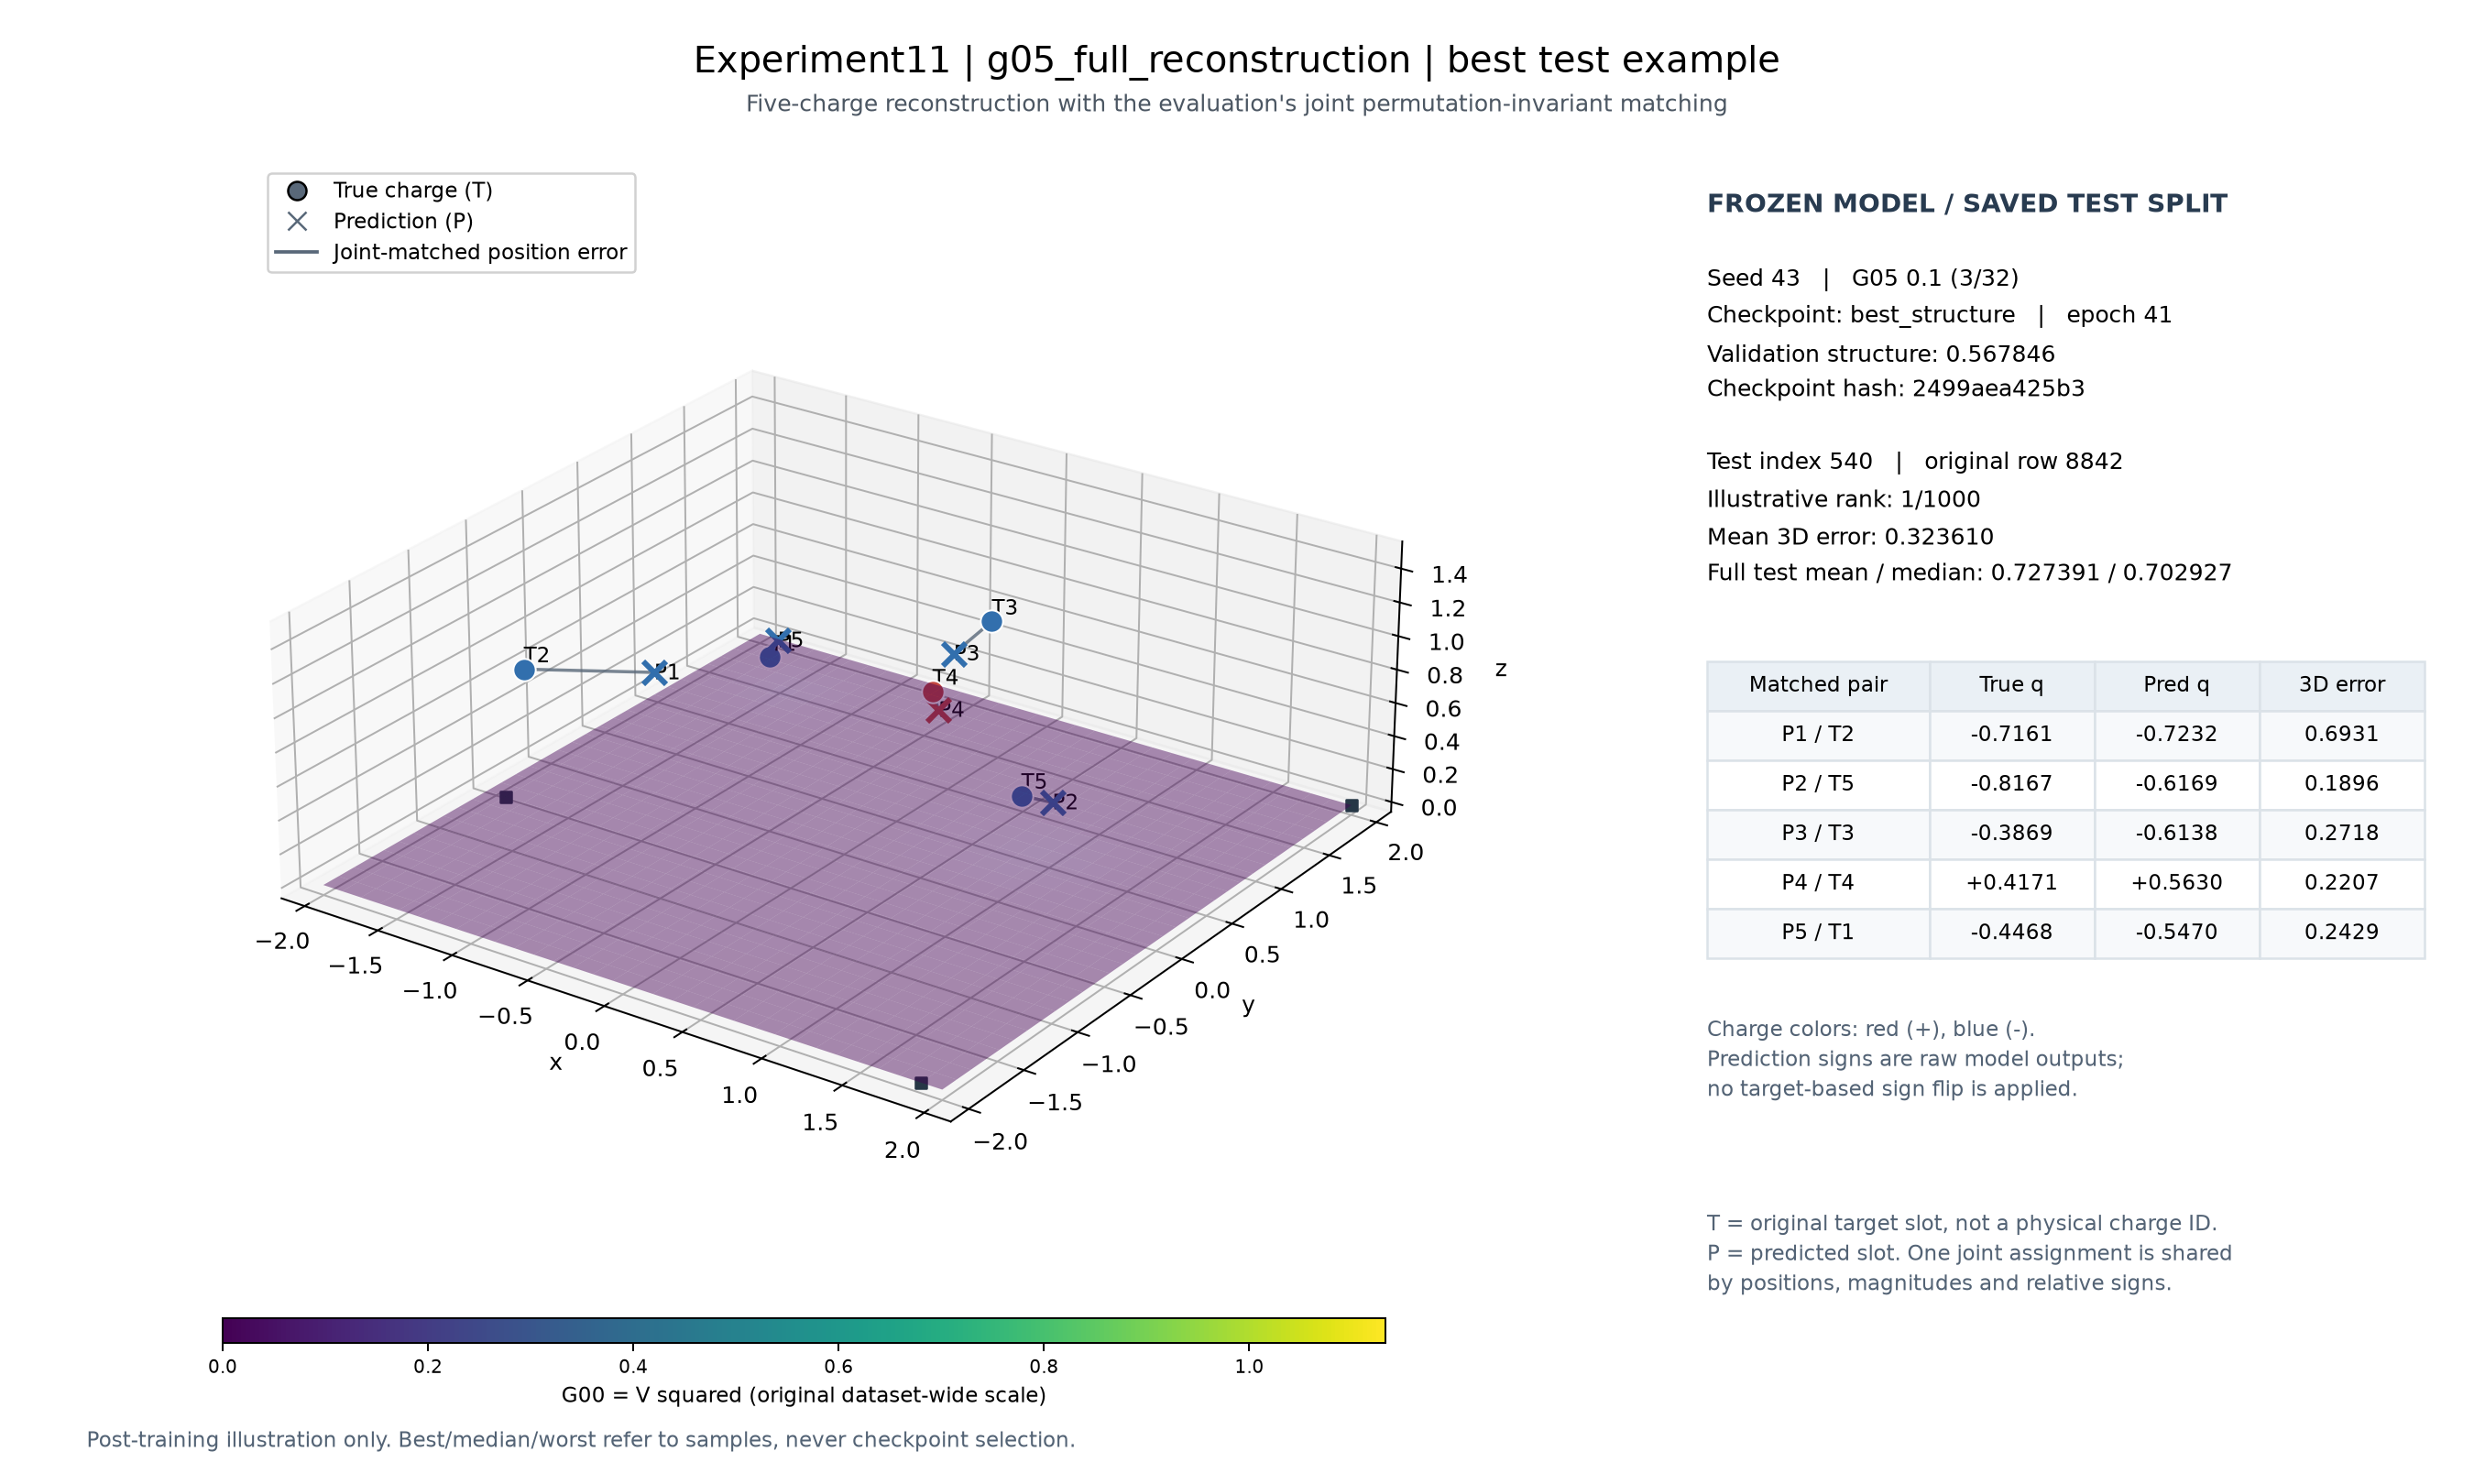 Experiment11 | g05_full_reconstruction | best test example
Five-charge reconstruction with the evaluation's joint permutation-invariant matching
True charge (T)
Prediction (P)
Joint-matched position error
T3
P5
P3
T2
P1
T4
P4
T5
P2
1.4
1.2
1.0
0.8
0.6
0.4
0.2
0.0
z
2.0
1.5
1.0
0.5
0.0
−0.5
−1.0
−1.5
−2.0
y
−2.0
−1.5
−1.0
−0.5
0.0
0.5
1.0
1.5
2.0
x
0.0 0.2 0.4 0.6 0.8 1.0
G00 = V squared (original dataset-wide scale)
FROZEN MODEL / SAVED TEST SPLIT
Seed 43 | G05 0.1 (3/32)
Checkpoint: best_structure | epoch 41
Validation structure: 0.567846
Checkpoint hash: 2499aea425b3
Test index 540 | original row 8842
Illustrative rank: 1/1000
Mean 3D error: 0.323610
Full test mean / median: 0.727391 / 0.702927
Matched pair True q Pred q 3D error
P1 / T2 -0.7161 -0.7232 0.6931
P2 / T5 -0.8167 -0.6169 0.1896
P3 / T3 -0.3869 -0.6138 0.2718
P4 / T4 +0.4171 +0.5630 0.2207
P5 / T1 -0.4468 -0.5470 0.2429
Charge colors: red (+), blue (-).
Prediction signs are raw model outputs;
no target-based sign flip is applied.
T = original target slot, not a physical charge ID.
P = predicted slot. One joint assignment is shared
by positions, magnitudes and relative signs.
Post-training illustration only. Best/median/worst refer to samples, never checkpoint selection.